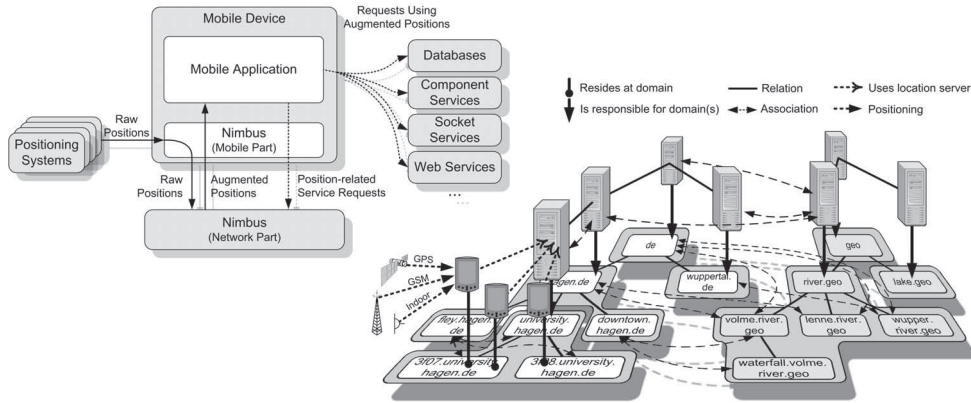 Mobile Device
Requests Using
Augmented Positions
Mobile Application
Databases
Component
Services
Socket
Services
Web Services
...
Raw
Positions
Positioning
Systems
Nimbus
(Mobile Part)
Raw
Positions
Augmented
Positions
Position-related
Service Requests
Nimbus
(Network Part)
Resides at domain
Is responsible for domain(s)
Relation
Association
Uses location server
Positioning
GPS
GSM
Indoor
de
geo
hagen.de
wuppertal.
de
river.geo
lake.geo
fley.hagen.
de
university.
hagen.de
downtown.
hagen.de
volme.river.
geo
lenne.river.
geo
wupper.
river.geo
3f07.university.
hagen.de
hagen.de
waterfall.volme.
river.geo